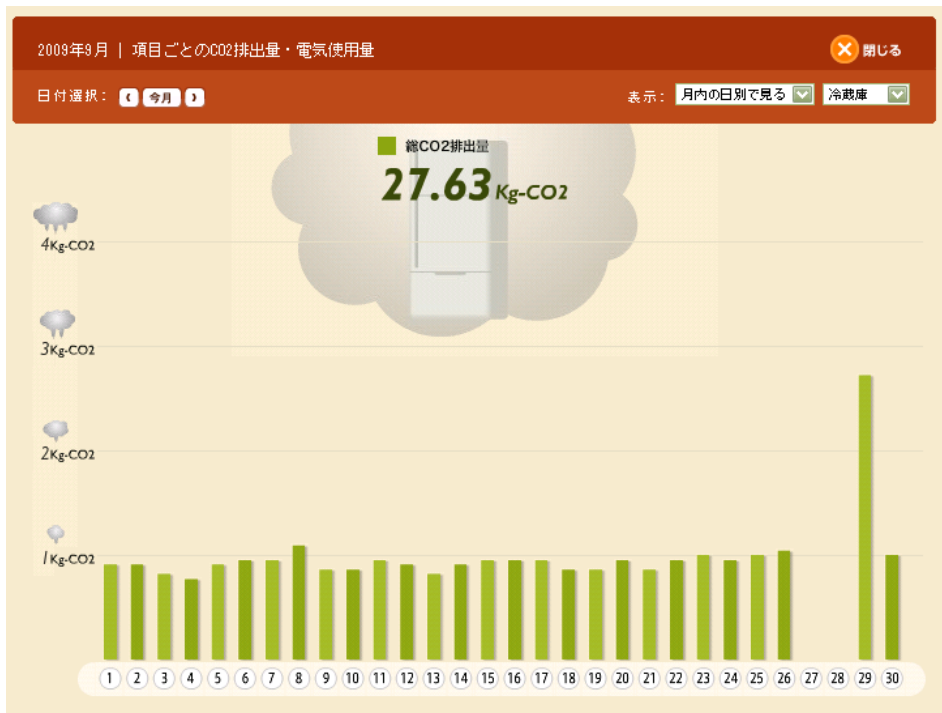 2009年9月 | 項目ごとのCO2排出量・電気使用量
閉じる
日付選択: 今月
表示: 月内の日別で見る 冷蔵庫
総CO2排出量
27.63 Kg-CO2
4Kg-CO2
3Kg-CO2
2Kg-CO2
1Kg-CO2
1 2 3 4 5 6 7 8 9 10 11 12 13 14 15 16 17 18 19 20 21 22 23 24 25 26 27 28 29 30